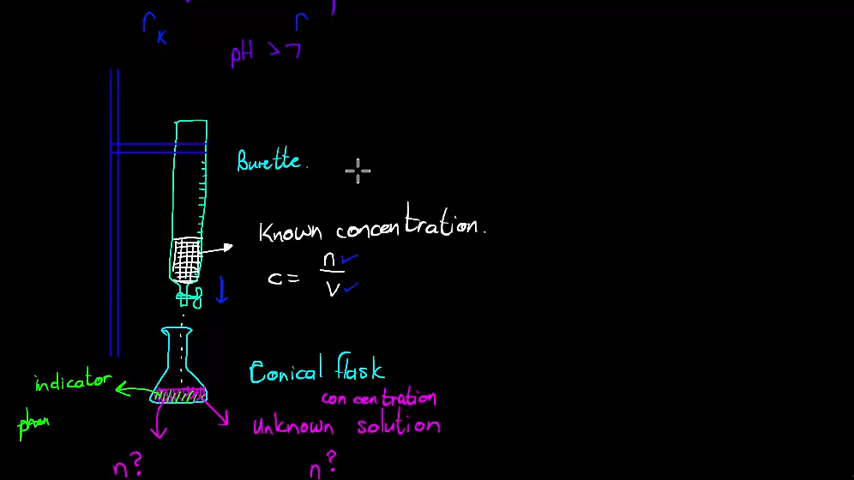 r r
K
pH > 7
Burette.
Known concentration.
c = n / v
Conical flask
indicator
concentration
unknown solution
n? n?